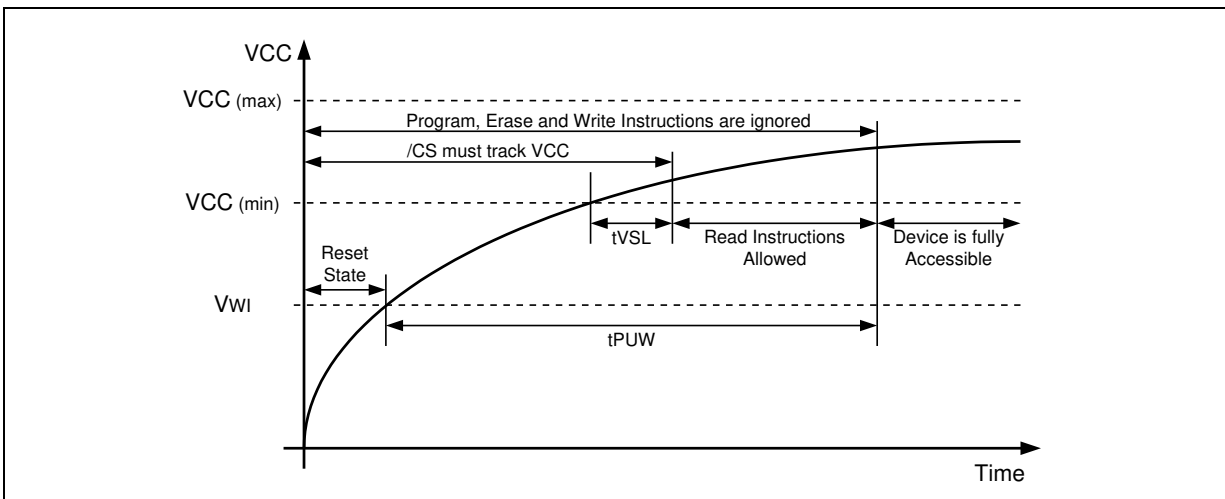 VCC
VCC (max)
Program, Erase and Write Instructions are ignored
/CS must track VCC
VCC (min)
tVSL
Read Instructions
Allowed
Device is fully
Accessible
Reset
State
VWI
tPUW
Time